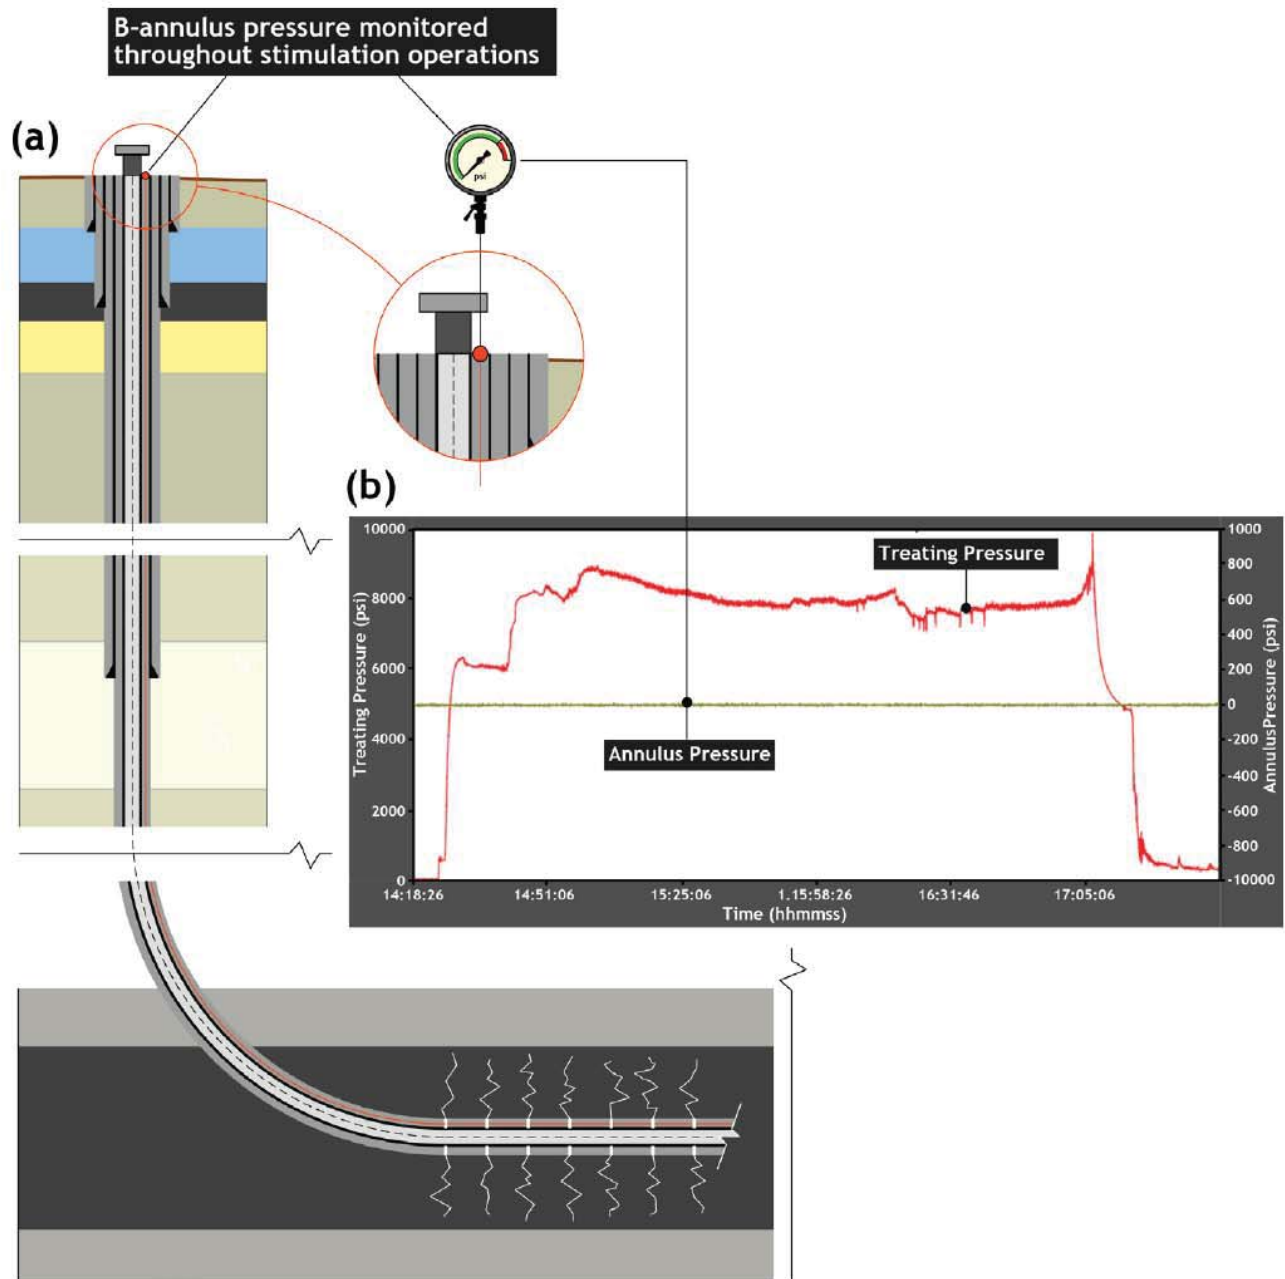 B-annulus pressure monitored
throughout stimulation operations
(a)
psi
(b)
10000
8000
6000
4000
2000
0
Treating Pressure (psi)
Treating Pressure
Annulus Pressure
1000
800
600
400
200
0
-200
-400
-600
-800
-10000
AnnulusPressure (psi)
14:18:26
14:51:06
15:25:06
1.15:58:26
16:31:46
17:05:06
Time (hhmmss)